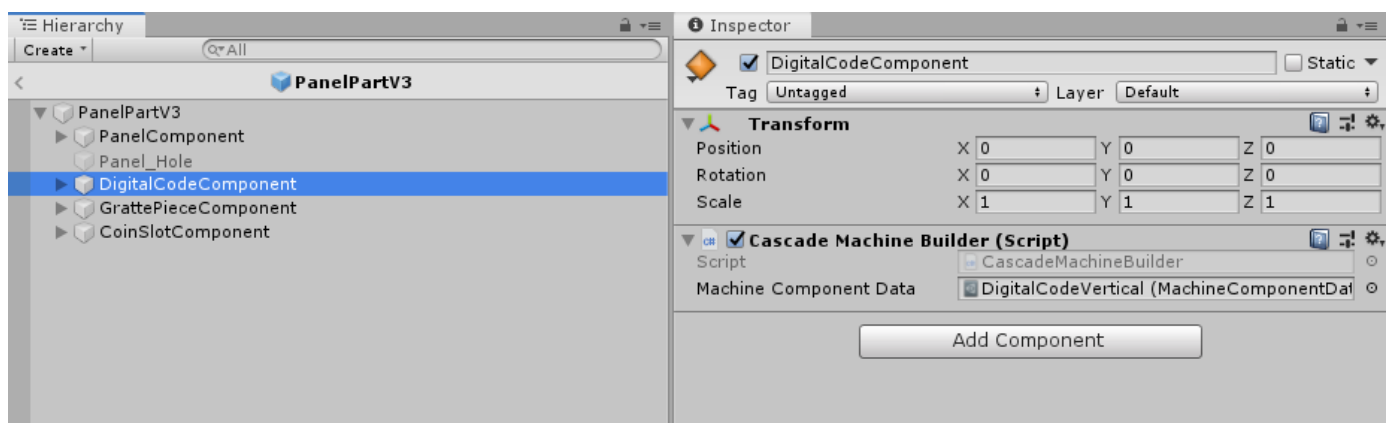 Hierarchy
Create
All
PanelPartV3
PanelPartV3
PanelComponent
Panel_Hole
DigitalCodeComponent
GrattePieceComponent
CoinSlotComponent
Inspector
DigitalCodeComponent Static
Tag Untagged Layer Default
Transform
Position X 0 Y 0 Z 0
Rotation X 0 Y 0 Z 0
Scale X 1 Y 1 Z 1
C# Cascade Machine Builder (Script)
Script CascadeMachineBuilder
Machine Component Data DigitalCodeVertical (MachineComponentDat
Add Component